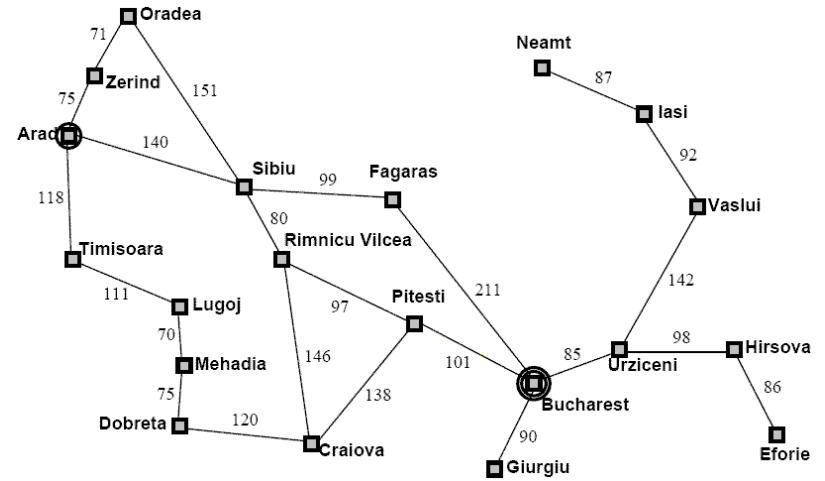 Oradea
71
Neamt
Zerind
87
75
151
Iasi
Arad
140
92
Sibiu
99
Fagaras
118
Vaslui
80
Timisoara
Rimnicu Vilcea
142
111
211
Lugoj
97
Pitesti
70
98
Hirsova
146
101
85
Mehadia
Urziceni
86
75
138
Bucharest
Dobreta
120
90
Craiova
Eforie
Giurgiu